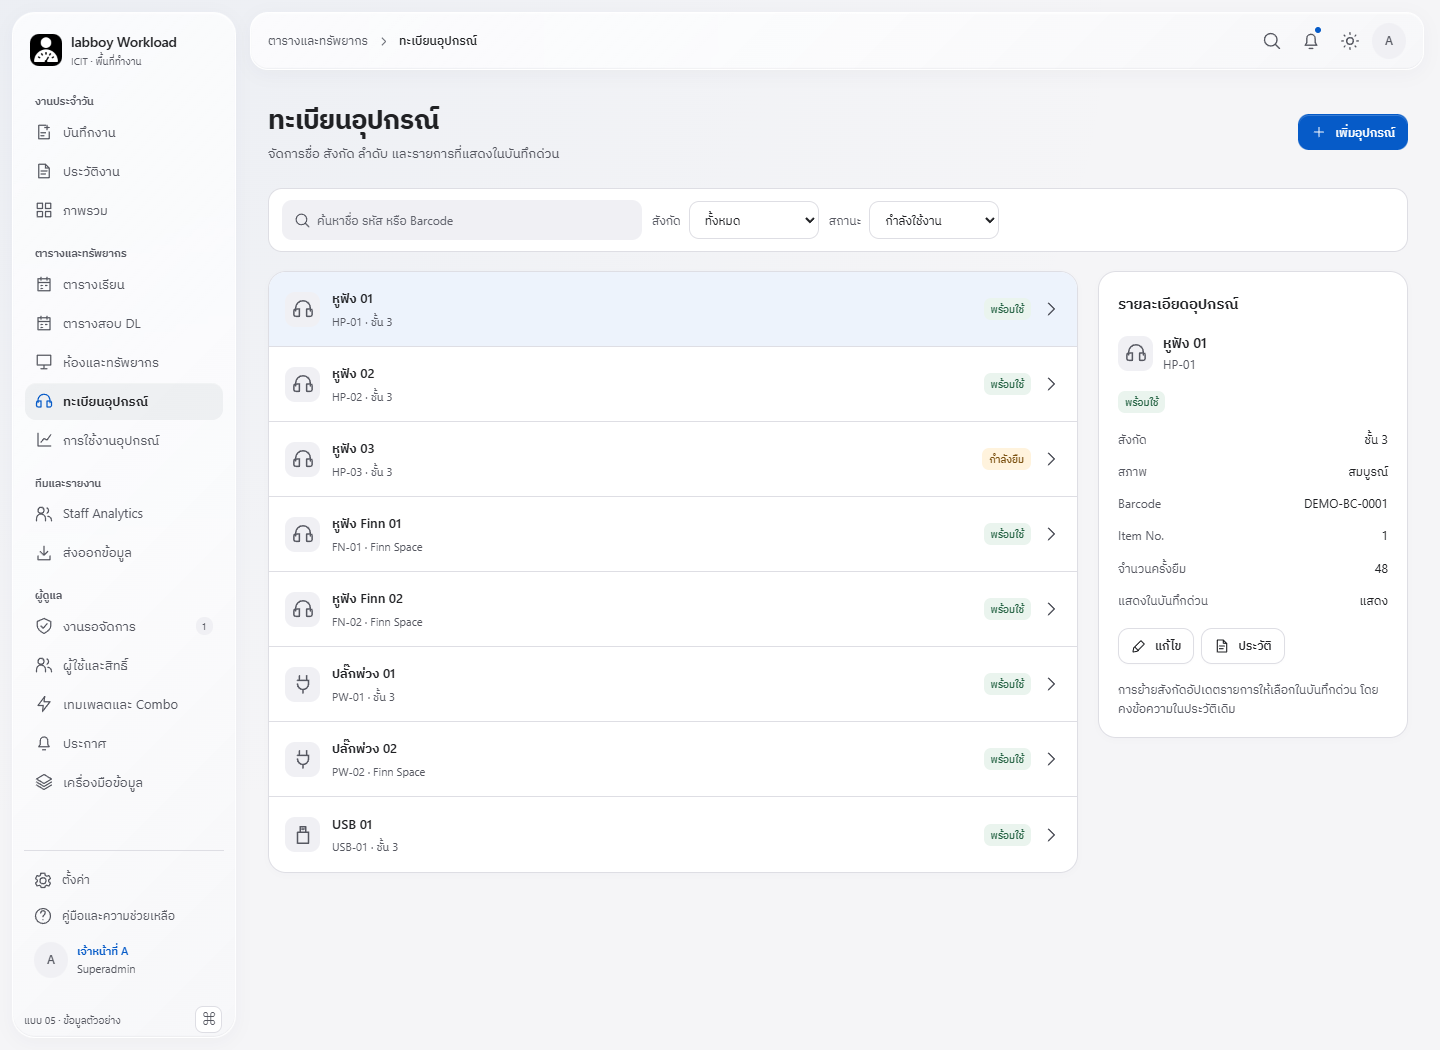 labboy Workload
ICIT · พื้นที่ทำงาน
งานประจำวัน
บันทึกงาน
ประวัติงาน
ภาพรวม
ตารางและทรัพยากร
ตารางเรียน
ตารางสอบ DL
ห้องและทรัพยากร
ทะเบียนอุปกรณ์
การใช้งานอุปกรณ์
ทีมและรายงาน
Staff Analytics
ส่งออกข้อมูล
ผู้ดูแล
งานรอจัดการ 1
ผู้ใช้และสิทธิ์
เทมเพลตและ Combo
ประกาศ
เครื่องมือข้อมูล
ตั้งค่า
คู่มือและความช่วยเหลือ
A
เจ้าหน้าที่ A
Superadmin
แบบ 05 · ข้อมูลตัวอย่าง
ตารางและทรัพยากร ทะเบียนอุปกรณ์
A
ทะเบียนอุปกรณ์
จัดการชื่อ สังกัด ลำดับ และรายการที่แสดงในบันทึกด่วน
เพิ่มอุปกรณ์
ค้นหาชื่อ รหัส หรือ Barcode สังกัด ทั้งหมด สถานะ กำลังใช้งาน
หูฟัง 01
HP-01 · ชั้น 3
พร้อมใช้
หูฟัง 02
HP-02 · ชั้น 3
พร้อมใช้
หูฟัง 03
HP-03 · ชั้น 3
กำลังยืม
หูฟัง Finn 01
FN-01 · Finn Space
พร้อมใช้
หูฟัง Finn 02
FN-02 · Finn Space
พร้อมใช้
ปลั๊กพ่วง 01
PW-01 · ชั้น 3
พร้อมใช้
ปลั๊กพ่วง 02
PW-02 · Finn Space
พร้อมใช้
USB 01
USB-01 · ชั้น 3
พร้อมใช้
รายละเอียดอุปกรณ์
หูฟัง 01
HP-01
พร้อมใช้
สังกัด ชั้น 3
สภาพ สมบูรณ์
Barcode DEMO-BC-0001
Item No. 1
จำนวนครั้งยืม 48
แสดงในบันทึกด่วน แสดง
แก้ไข ประวัติ
การย้ายสังกัดอัปเดตรายการให้เลือกในบันทึกด่วน โดย
คงข้อความในประวัติเดิม